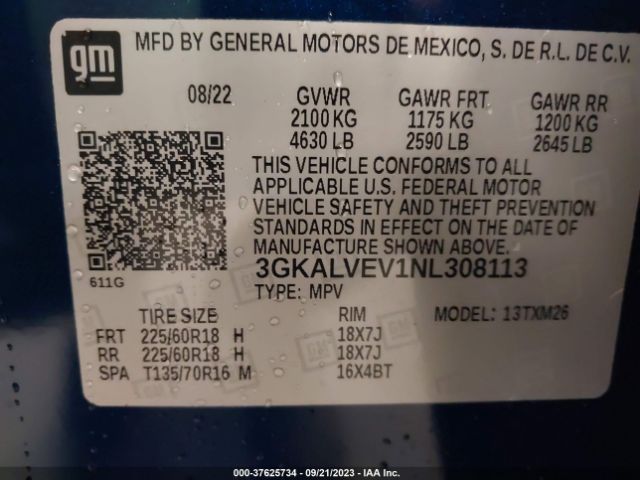 gm
MFD BY GENERAL MOTORS DE MEXICO, S. DE R.L. DE C.V.
08/22 GVWR GAWR FRT GAWR RR
2100 KG 1175 KG 1200 KG
4630 LB 2590 LB 2645 LB
THIS VEHICLE CONFORMS TO ALL
APPLICABLE U.S. FEDERAL MOTOR
VEHICLE SAFETY AND THEFT PREVENTION
STANDARDS IN EFFECT ON THE DATE OF
MANUFACTURE SHOWN ABOVE.
611G
3GKALVEV1NL308113
TYPE: MPV
TIRE SIZE RIM MODEL: 13TXM26
FRT 225/60R18 H 18X7J
RR 225/60R18 H 18X7J
SPA T135/70R16 M 16X4BT
000-37625734 - 09/21/2023 - IAA Inc.